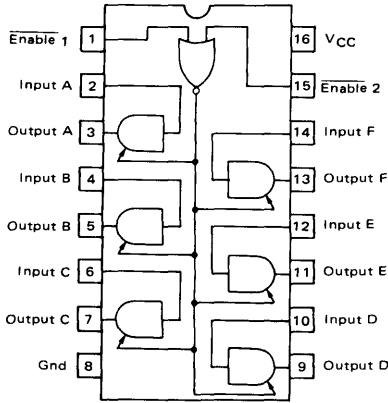 Enable 1
1
16
VCC
Input A
2
15
Enable 2
Output A
3
14
Input F
Input B
4
13
Output F
Output B
5
12
Input E
Input C
6
11
Output E
Output C
7
10
Input D
Gnd
8
9
Output D